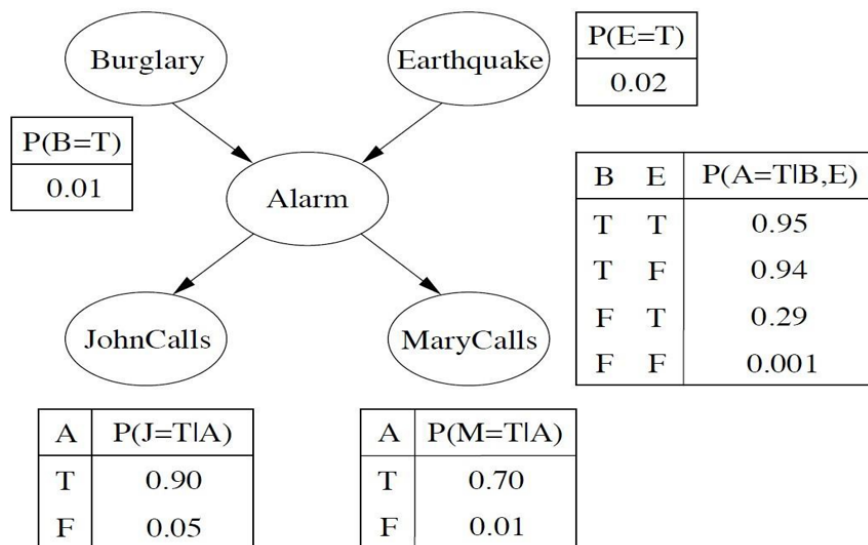 Burglary
Earthquake
P(E=T)
0.02
P(B=T)
0.01
Alarm
B E P(A=T|B,E)
T T 0.95
T F 0.94
F T 0.29
F F 0.001
JohnCalls
MaryCalls
A P(J=T|A)
T 0.90
F 0.05
A P(M=T|A)
T 0.70
F 0.01